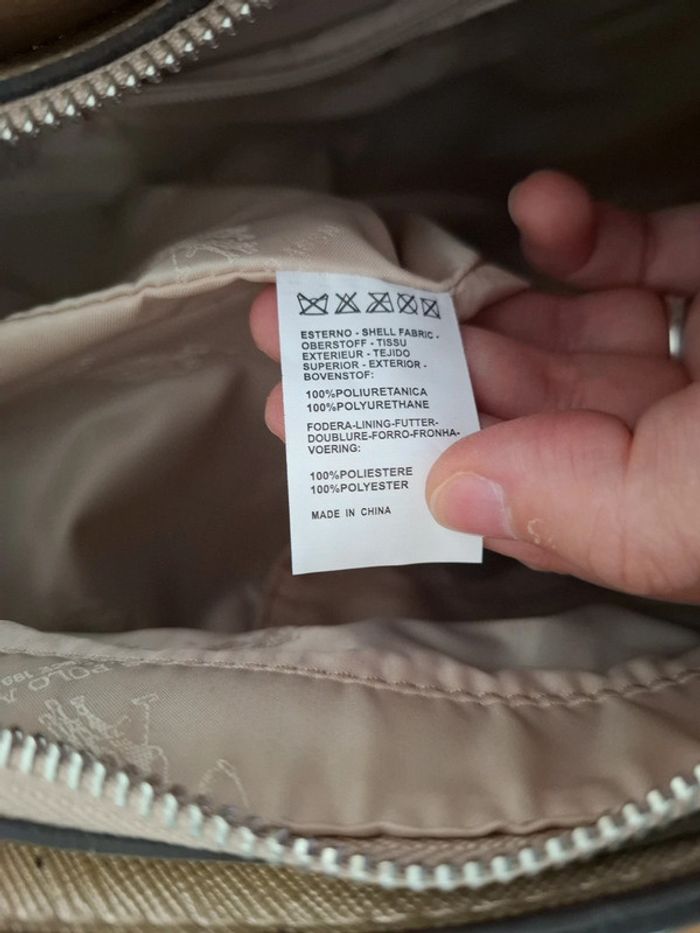 ESTERNO - SHELL FABRIC -
OBERSTOFF - TISSU
EXTERIEUR - TEJIDO
SUPERIOR - EXTERIOR -
BOVENSTOF:
100%POLIURETANICA
100%POLYURETHANE
FODERA-LINING-FUTTER-
DOUBLURE-FORRO-FRONHA-
VOERING:
100%POLIESTERE
100%POLYESTER
MADE IN CHINA
POLO A